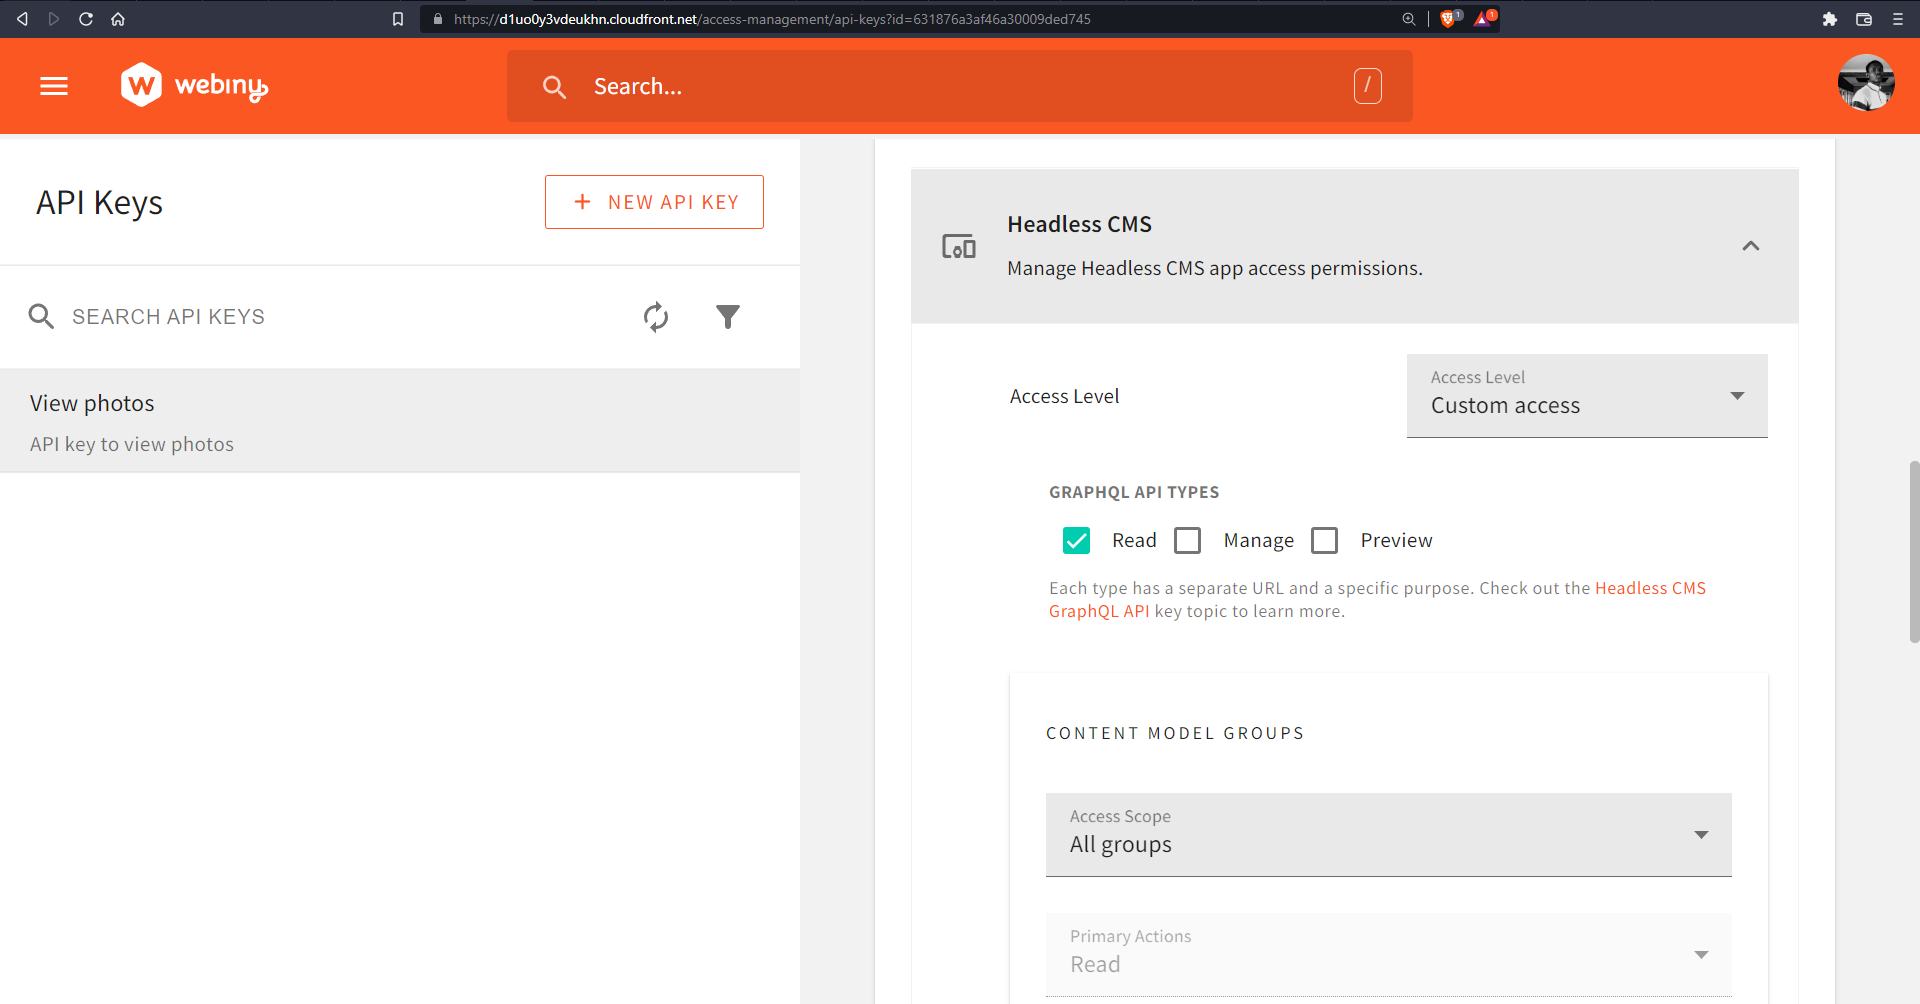 https://d1uo0y3vdeukhn.cloudfront.net/access-management/api-keys?id=631876a3af46a30009ded745
1
1
webiny
Search...
/
API Keys
+ NEW API KEY
SEARCH API KEYS
View photos
API key to view photos
Headless CMS
Manage Headless CMS app access permissions.
Access Level
Access Level
Custom access
GRAPHQL API TYPES
Read Manage Preview
Each type has a separate URL and a specific purpose. Check out the Headless CMS
GraphQL API key topic to learn more.
CONTENT MODEL GROUPS
Access Scope
All groups
Primary Actions
Read